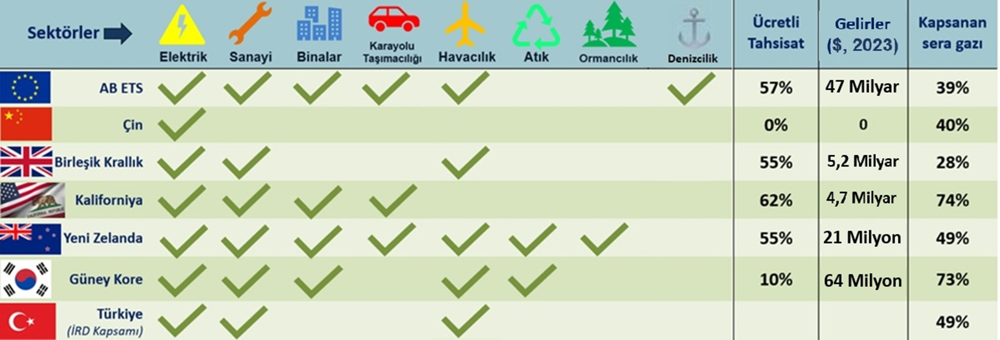 Sektörler
Elektrik
Sanayi
Binalar
Karayolu
Taşımacılığı
Havacılık
Atık
Ormancılık
Denizcilik
Ücretli
Tahsisat
Gelirler
($, 2023)
Kapsanan
sera gazı
AB ETS 57% 47 Milyar 39%
Çin 0% 0 40%
Birleşik Krallık 55% 5,2 Milyar 28%
Kaliforniya 62% 4,7 Milyar 74%
Yeni Zelanda 55% 21 Milyon 49%
Güney Kore 10% 64 Milyon 73%
Türkiye
(İRD Kapsamı) 49%